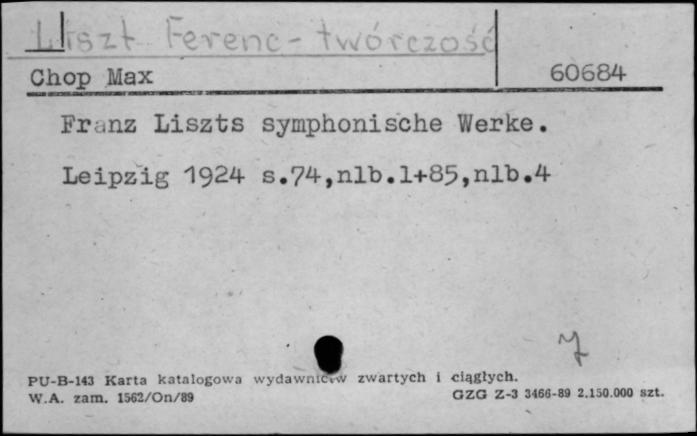 Liszt Ferenc - twórczość
Chop Max 60684
Franz Liszts symphonische Werke.
Leipzig 1924 s.74,nlb.1+85,nlb.4
PU-B-143 Karta katalogowa wydawnictw zwartych i ciągłych.
W.A. zam. 1562/On/89 GZG Z-3 3466-89 2.150.000 szt.